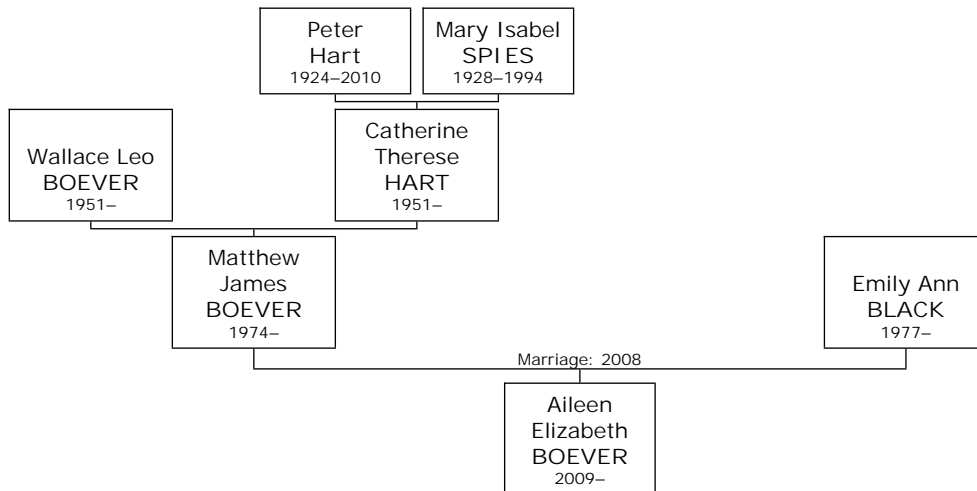 Peter
Hart
1924–2010
Mary Isabel
SPIES
1928–1994
Wallace Leo
BOEVER
1951–
Catherine
Therese
HART
1951–
Matthew
James
BOEVER
1974–
Emily Ann
BLACK
1977–
Marriage: 2008
Aileen
Elizabeth
BOEVER
2009–